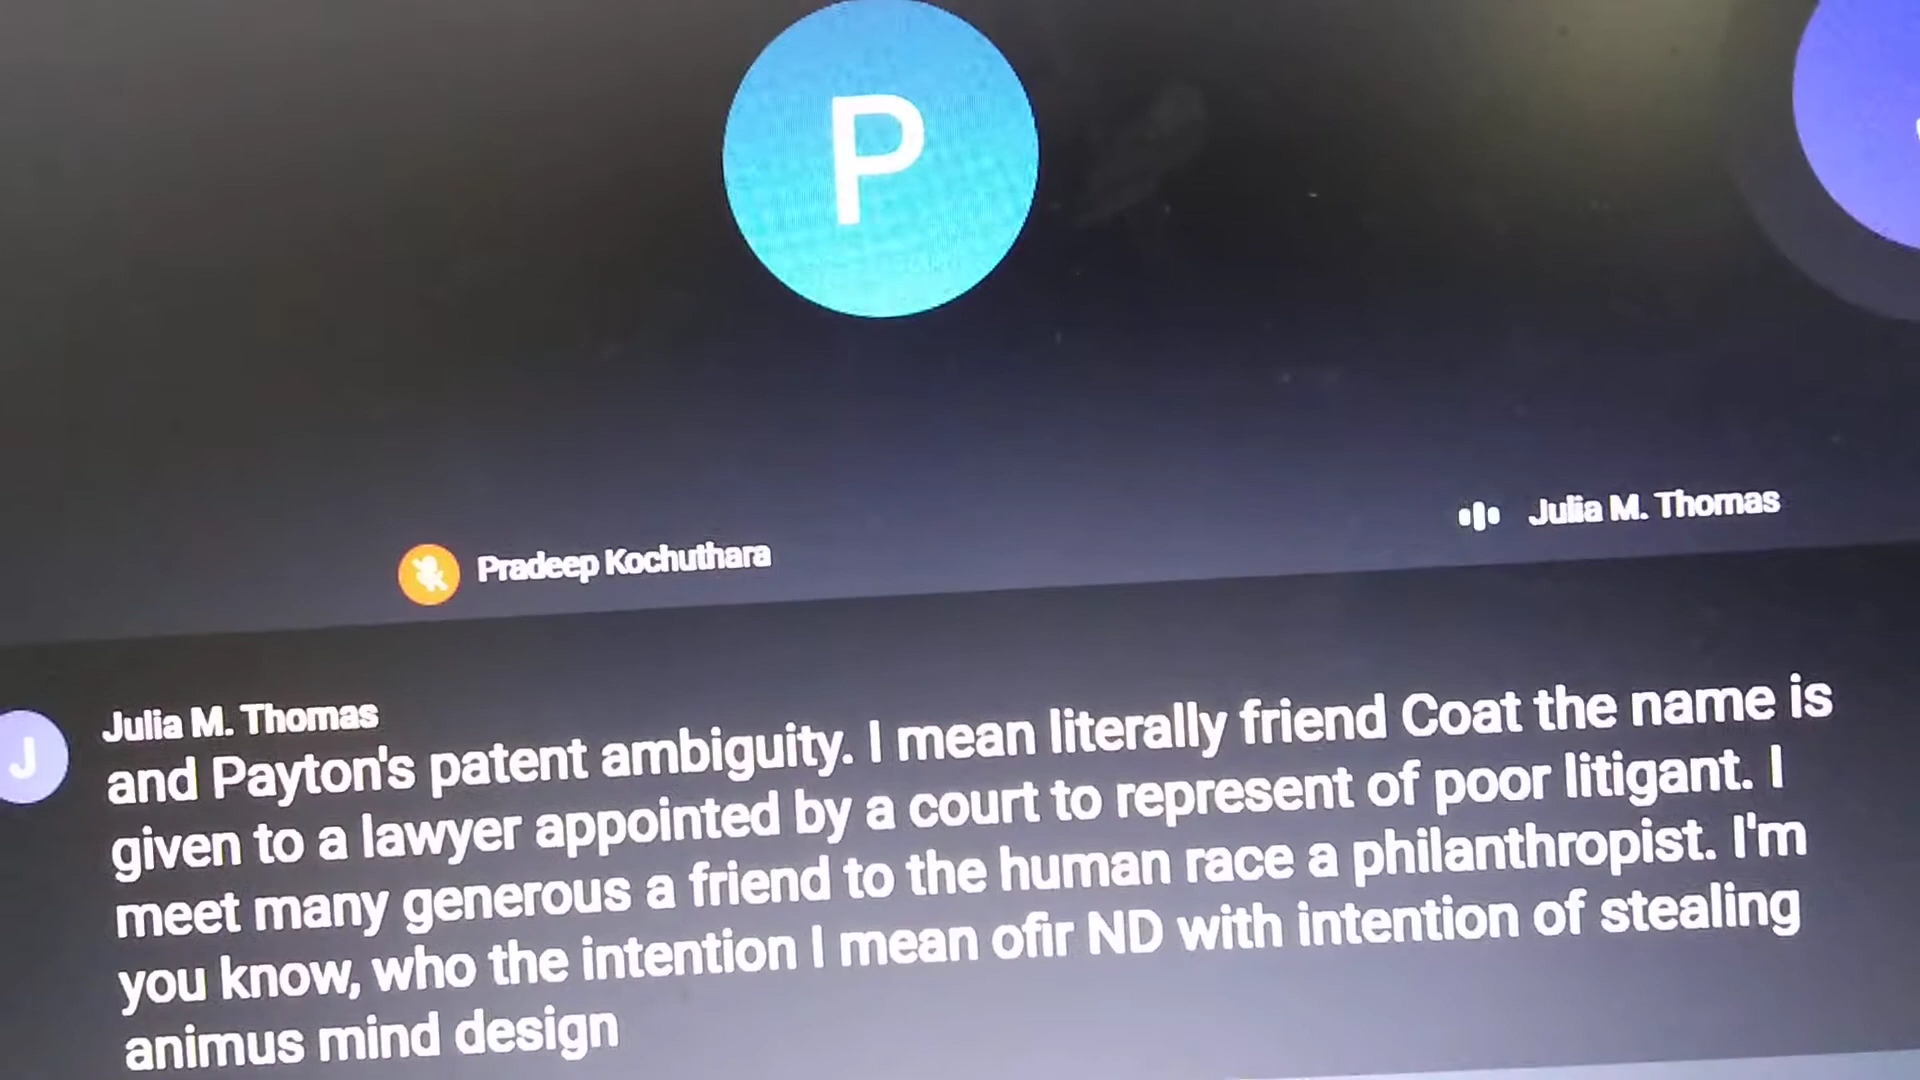 P
Pradeep Kochuthara
Julia M. Thomas
J
Julia M. Thomas
and Payton's patent ambiguity. I mean literally friend Coat the name is
given to a lawyer appointed by a court to represent of poor litigant. I
meet many generous a friend to the human race a philanthropist. I'm
you know, who the intention I mean ofir ND with intention of stealing
animus mind design